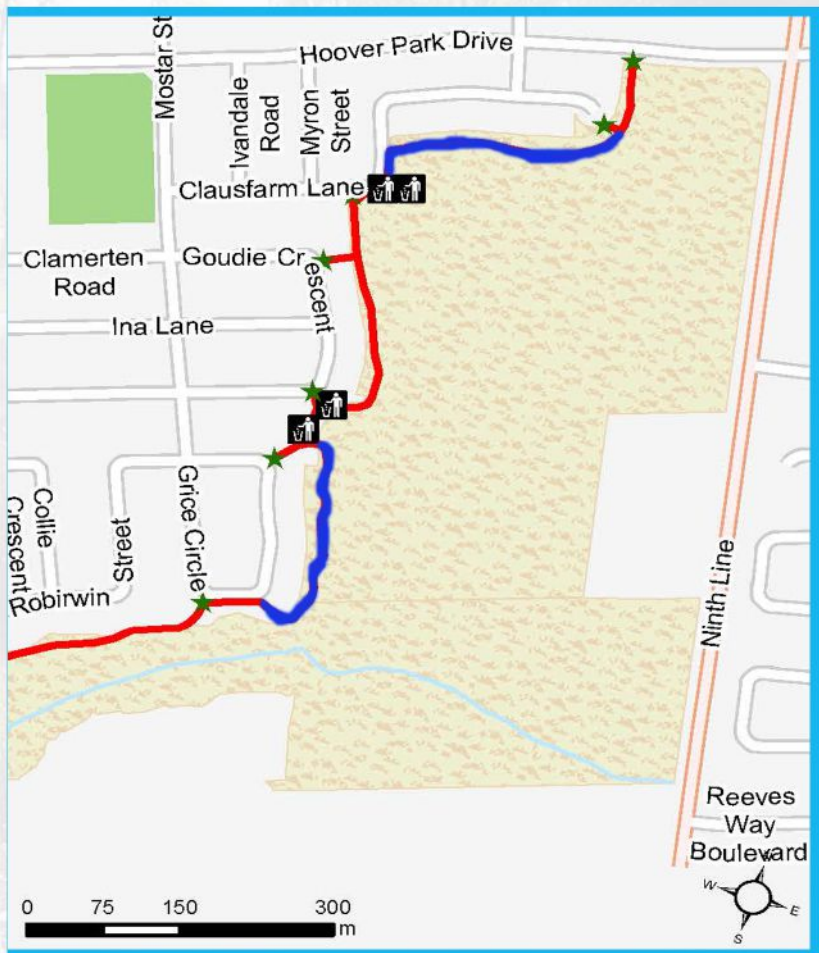 Hoover Park Drive
Mostar St
Ivandale
Road
Myron
Street
Clausfarm Lane
Clamerten
Road
Goudie Cr
escent
Ina Lane
Collie
Crescent
Street
Grice Circle
Robirwin
Ninth Line
Reeves
Way
Boulevard
N
W
E
S
0 75 150 300
m